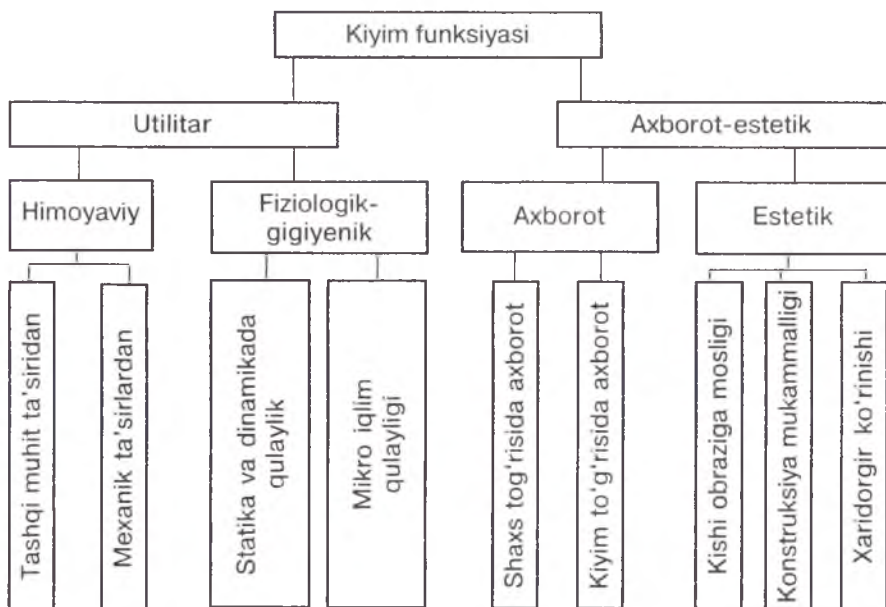 Kiyim funksiyasi
Utilitar
Axborot-estetik
Himoyaviy
Fiziologik-
gigiyenik
Axborot
Estetik
Tashqi muhit ta'siridan
Mexanik ta'sirlardan
Statika va dinamikada
qulaylik
Mikro iqlim
qulayligi
Shaxs tog'risida axborot
Kiyim to'g'risida axborot
Kishi obraziga mosligi
Konstruksiya mukammalligi
Xaridorgir ko'rinishi